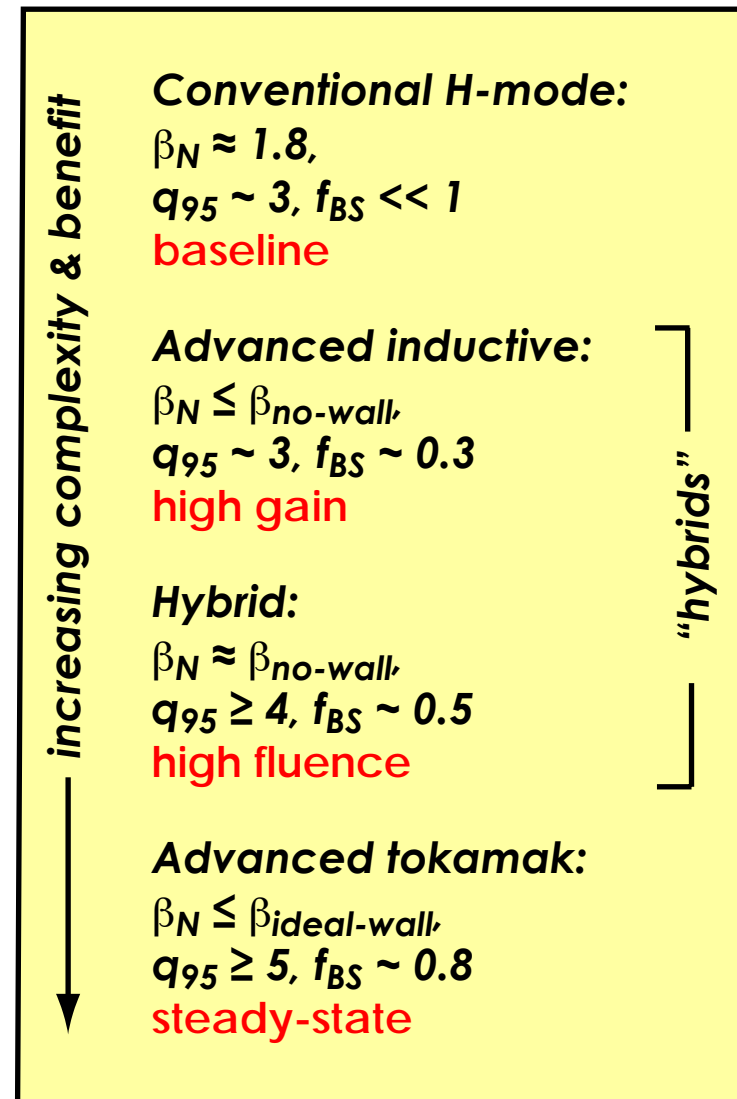 increasing complexity & benefit
Conventional H-mode:
βN ≈ 1.8,
q95 ~ 3, fBS << 1
baseline
Advanced inductive:
βN ≤ βno-wall,
q95 ~ 3, fBS ~ 0.3
high gain
Hybrid:
βN ≈ βno-wall,
q95 ≥ 4, fBS ~ 0.5
high fluence
"hybrids"
Advanced tokamak:
βN ≤ βideal-wall,
q95 ≥ 5, fBS ~ 0.8
steady-state